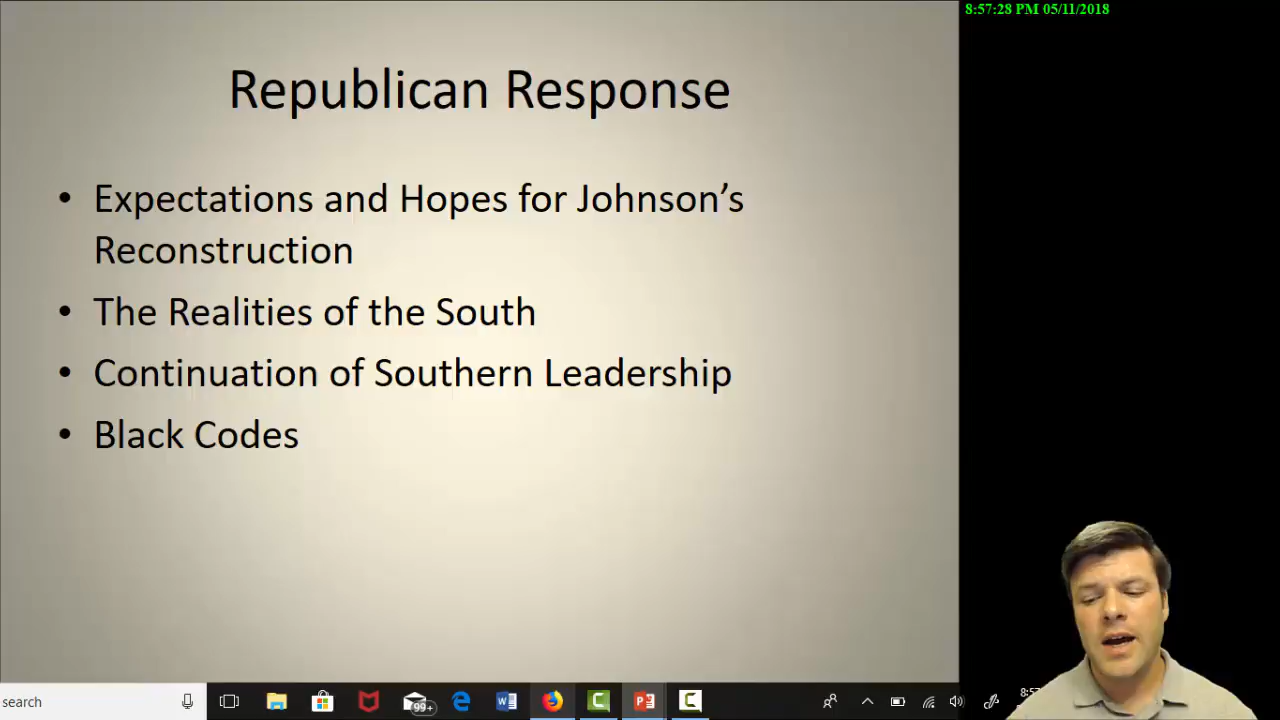 8:57:28 PM 05/11/2018
Republican Response
• Expectations and Hopes for Johnson’s
Reconstruction
• The Realities of the South
• Continuation of Southern Leadership
• Black Codes
search
99+